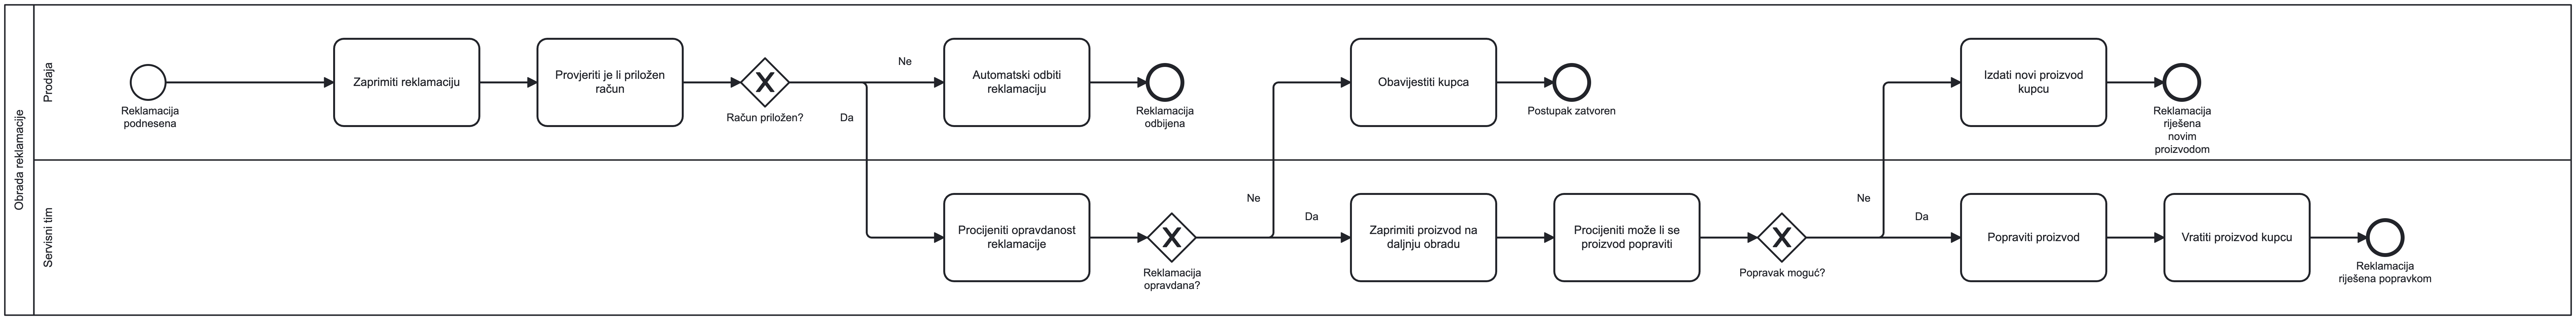 Obrada reklamacije
Prodaja
Reklamacija
podnesena
Zaprimiti reklamaciju
Provjeriti je li priložen
račun
Račun priložen?
Ne
Da
Automatski odbiti
reklamaciju
Reklamacija
odbijena
Obavijestiti kupca
Postupak zatvoren
Izdati novi proizvod
kupcu
Reklamacija
riješena
novim
proizvodom
Servisni tim
Procijeniti opravdanost
reklamacije
Reklamacija
opravdana?
Ne
Da
Zaprimiti proizvod na
daljnju obradu
Procijeniti može li se
proizvod popraviti
Popravak moguć?
Ne
Da
Popraviti proizvod
Vratiti proizvod kupcu
Reklamacija
riješena popravkom